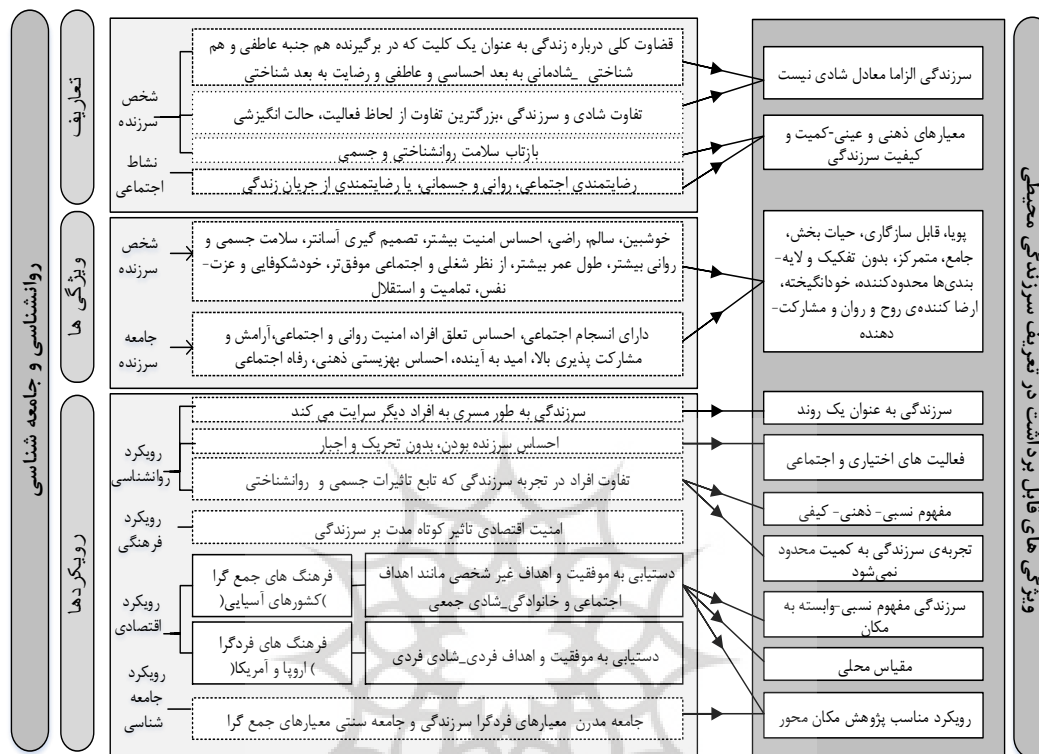 روانشناسی و جامعه شناسی
تعاریف
شخص
سرزنده
قضاوت کلی درباره زندگی به عنوان یک کلیت که در برگیرنده هم جنبه عاطفی و هم
شناختی _شادمانی به بعد احساسی و عاطفی و رضایت به بعد شناختی
تفاوت شادی و سرزندگی ،بزرگترین تفاوت از لحاظ فعالیت، حالت انگیزشی
بازتاب سلامت روانشناختی و جسمی
نشاط
اجتماعی
رضایتمندی اجتماعی، روانی و جسمانی، یا رضایتمندی از جریان زندگی
سرزندگی الزاما معادل شادی نیست
معیارهای ذهنی و عینی-کمیت و
کیفیت سرزندگی
ویژگی ها
شخص
سرزنده
خوشبین، سالم، راضی، احساس امنیت بیشتر، تصمیم گیری آسانتر، سلامت جسمی و
روانی بیشتر، طول عمر بیشتر، از نظر شغلی و اجتماعی موفق‌تر، خودشکوفایی و عزت-
نفس، تمامیت و استقلال
جامعه
سرزنده
دارای انسجام اجتماعی، احساس تعلق افراد، امنیت روانی و اجتماعی،آرامش و
مشارکت پذیری بالا، امید به آینده، احساس بهزیستی ذهنی، رفاه اجتماعی
پویا، قابل سازگاری، حیات بخش،
جامع، متمرکز، بدون تفکیک و لایه-
بندی‌ها محدودکننده، خودانگیخته،
ارضا کننده‌ی روح و روان و مشارکت-
دهنده
رویکردها
رویکرد
روانشناسی
سرزندگی به طور مسری به افراد دیگر سرایت می کند
احساس سرزنده بودن، بدون تحریک و اجبار
تفاوت افراد در تجربه سرزندگی که تابع تاثیرات جسمی و روانشناختی
رویکرد
فرهنگی
امنیت اقتصادی تاثیر کوتاه مدت بر سرزندگی
رویکرد
اقتصادی
فرهنگ های جمع گرا
)کشورهای آسیایی(
دستیابی به موفقیت و اهداف غیر شخصی مانند اهداف
اجتماعی و خانوادگی_شادی جمعی
فرهنگ های فردگرا
) اروپا و آمریکا(
دستیابی به موفقیت و اهداف فردی_شادی فردی
رویکرد
جامعه
شناسی
جامعه مدرن معیارهای فردگرا سرزندگی و جامعه سنتی معیارهای جمع گرا
سرزندگی به عنوان یک روند
فعالیت های اختیاری و اجتماعی
مفهوم نسبی- ذهنی- کیفی
تجربه‌ی سرزندگی به کمیت محدود
نمی‌شود
سرزندگی مفهوم نسبی-وابسته به
مکان
مقیاس محلی
رویکرد مناسب پژوهش مکان محور
ویژگی های قابل برداشت در تعریف سرزندگی محیطی